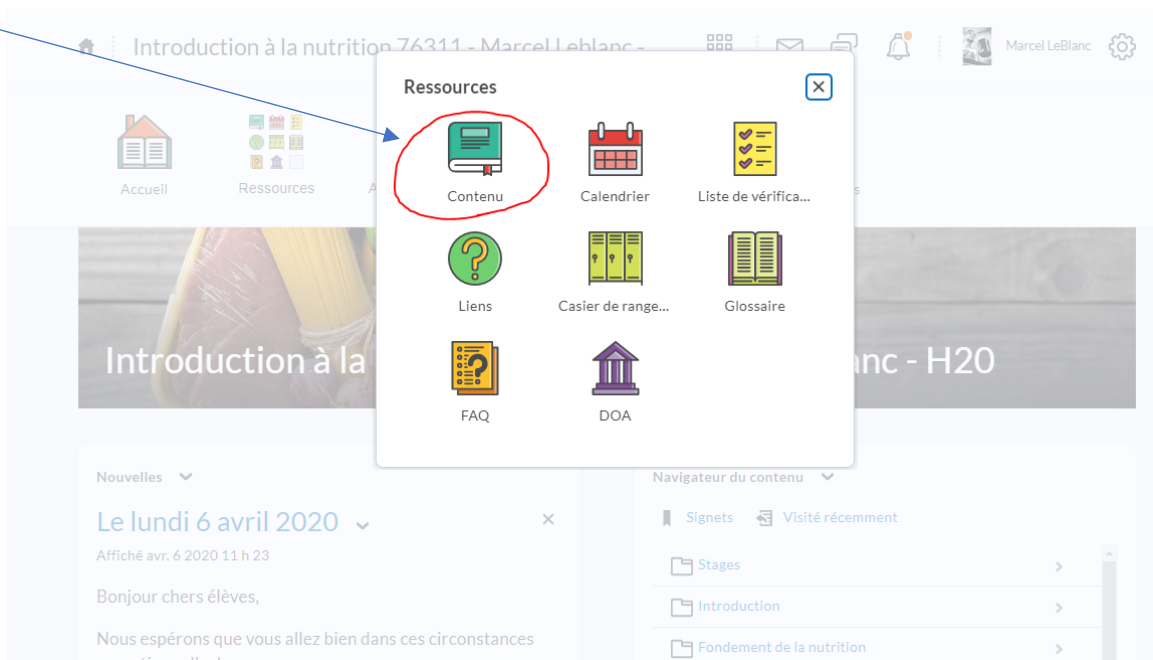 Introduction à la nutrition 76311 - Marcel Leblanc -
Marcel LeBlanc
Ressources
Accueil
Ressources
A
s
Contenu
Calendrier
Liste de vérifica...
Liens
Casier de range...
Glossaire
FAQ
DOA
Introduction à la
nc - H20
Nouvelles
Navigateur du contenu
Le lundi 6 avril 2020
Signets
Visité récemment
Affiché avr. 6 2020 11 h 23
Stages
Bonjour chers élèves,
Introduction
Nous espérons que vous allez bien dans ces circonstances
Fondement de la nutrition